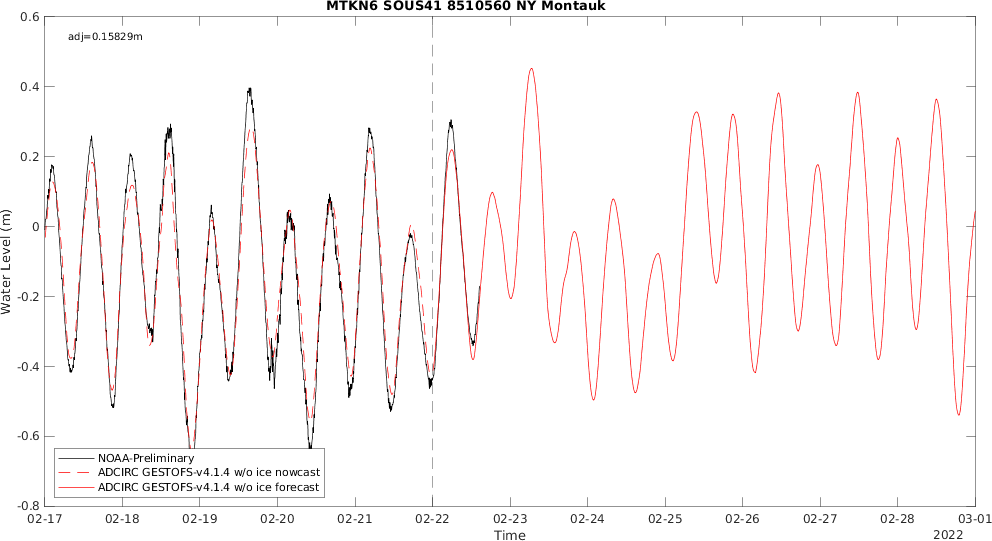 MTKN6 SOUS41 8510560 NY Montauk
adj=0.15829m
Water Level (m)
0.6
0.4
0.2
0
-0.2
-0.4
-0.6
-0.8
NOAA-Preliminary
ADCIRC GESTOFS-v4.1.4 w/o ice nowcast
ADCIRC GESTOFS-v4.1.4 w/o ice forecast
02-17 02-18 02-19 02-20 02-21 02-22 02-23 02-24 02-25 02-26 02-27 02-28 03-01
Time
2022